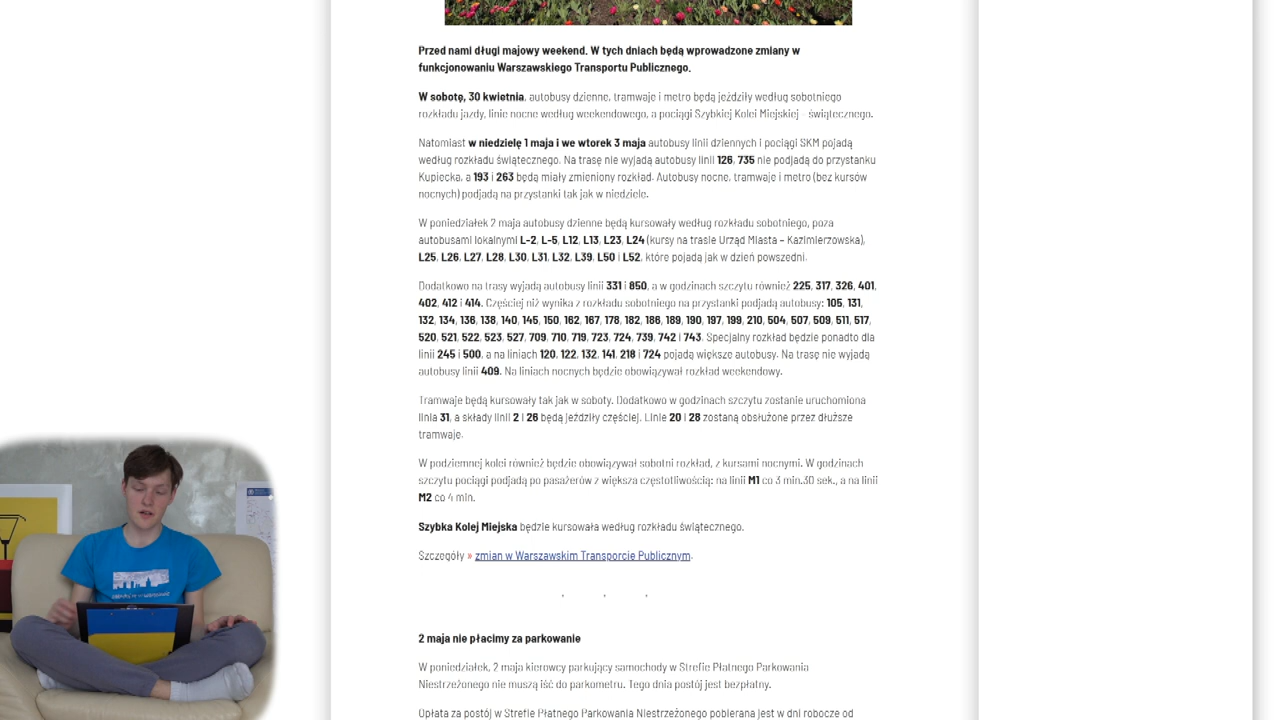 Przed nami długi majowy weekend. W tych dniach będą wprowadzone zmiany w
funkcjonowaniu Warszawskiego Transportu Publicznego.
W sobotę, 30 kwietnia, autobusy dzienne, tramwaje i metro będą jeździły według sobotniego
rozkładu jazdy, linie nocne według weekendowego, a pociągi Szybkiej Kolei Miejskiej – świątecznego.
Natomiast w niedzielę 1 maja i we wtorek 3 maja autobusy linii dziennych i pociągi SKM pojadą
według rozkładu świątecznego. Na trasę nie wyjadą autobusy linii 126, 735 nie podjadą do przystanku
Kupiecka, a 193 i 263 będą miały zmieniony rozkład. Autobusy nocne, tramwaje i metro (bez kursów
nocnych) podjadą na przystanki tak jak w niedziele.
W poniedziałek 2 maja autobusy dzienne będą kursowały według rozkładu sobotniego, poza
autobusami lokalnymi L-2, L-5, L12, L13, L23, L24 (kursy na trasie Urząd Miasta – Kazimierzowska),
L25, L26, L27, L28, L30, L31, L32, L39, L50 i L52, które pojadą jak w dzień powszedni.
Dodatkowo na trasy wyjadą autobusy linii 331 i 850, a w godzinach szczytu również 225, 317, 326, 401,
402, 412 i 414. Częściej niż wynika z rozkładu sobotniego na przystanki podjadą autobusy: 105, 131,
132, 134, 136, 138, 140, 145, 150, 162, 167, 178, 182, 186, 189, 190, 197, 199, 210, 504, 507, 509, 511, 517,
520, 521, 522, 523, 527, 709, 710, 719, 723, 724, 739, 742 i 743. Specjalny rozkład będzie ponadto dla
linii 245 i 500, a na liniach 120, 122, 132, 141, 218 i 724 pojadą większe autobusy. Na trasę nie wyjadą
autobusy linii 409. Na liniach nocnych będzie obowiązywał rozkład weekendowy.
Tramwaje będą kursowały tak jak w soboty. Dodatkowo w godzinach szczytu zostanie uruchomiona
linia 31, a składy linii 2 i 26 będą jeździły częściej. Linie 20 i 28 zostaną obsłużone przez dłuższe
tramwaje.
W podziemnej kolei również będzie obowiązywał sobotni rozkład, z kursami nocnymi. W godzinach
szczytu pociągi podjadą po pasażerów z większa częstotliwością: na linii M1 co 3 min.30 sek., a na linii
M2 co 4 min.
Szybka Kolej Miejska będzie kursowała według rozkładu świątecznego.
Szczegóły » zmian w Warszawskim Transporcie Publicznym.
2 maja nie płacimy za parkowanie
W poniedziałek, 2 maja kierowcy parkujący samochody w Strefie Płatnego Parkowania
Niestrzeżonego nie muszą iść do parkometru. Tego dnia postój jest bezpłatny.
Opłata za postój w Strefie Płatnego Parkowania Niestrzeżonego pobierana jest w dni robocze od